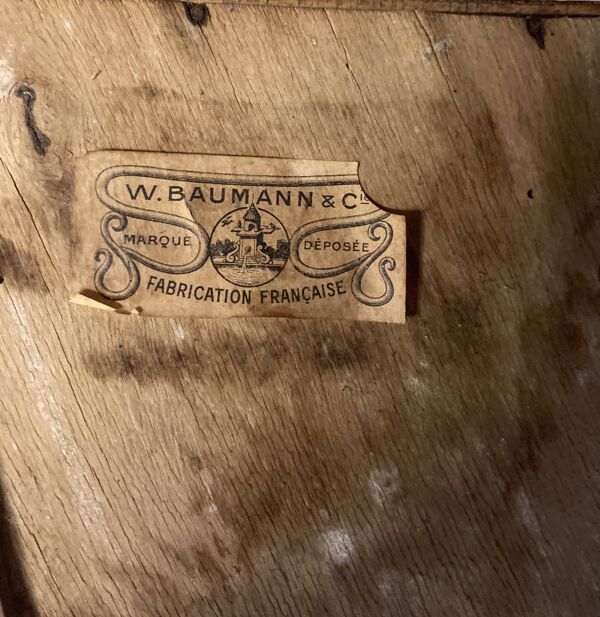 W. BAUMANN & Cie
MARQUE DÉPOSÉE
FABRICATION FRANÇAISE